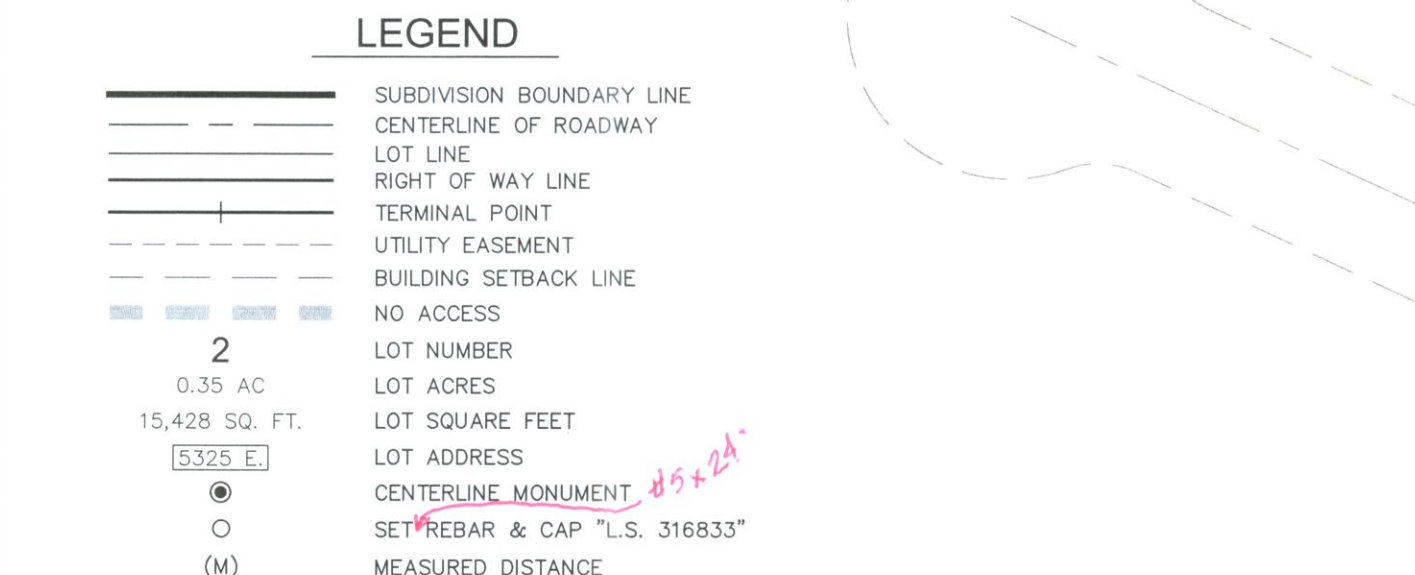 LEGEND
SUBDIVISION BOUNDARY LINE
CENTERLINE OF ROADWAY
LOT LINE
RIGHT OF WAY LINE
TERMINAL POINT
UTILITY EASEMENT
BUILDING SETBACK LINE
NO ACCESS
2 LOT NUMBER
0.35 AC LOT ACRES
15,428 SQ. FT. LOT SQUARE FEET
5325 E. LOT ADDRESS
CENTERLINE MONUMENT #5x24"
SET REBAR & CAP "L.S. 316833"
(M) MEASURED DISTANCE